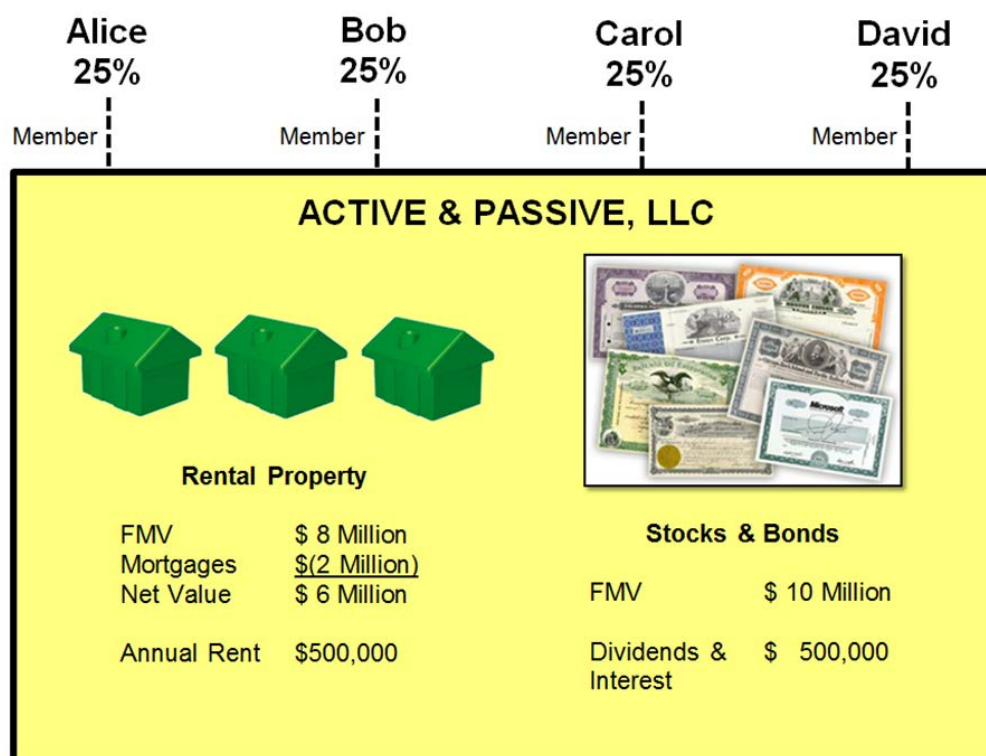 Alice Bob Carol David
25% 25% 25% 25%
Member Member Member Member
ACTIVE & PASSIVE, LLC
Microsoft
Rental Property
FMV $ 8 Million
Mortgages $(2 Million)
Net Value $ 6 Million
Annual Rent $500,000
Stocks & Bonds
FMV $ 10 Million
Dividends & $ 500,000
Interest